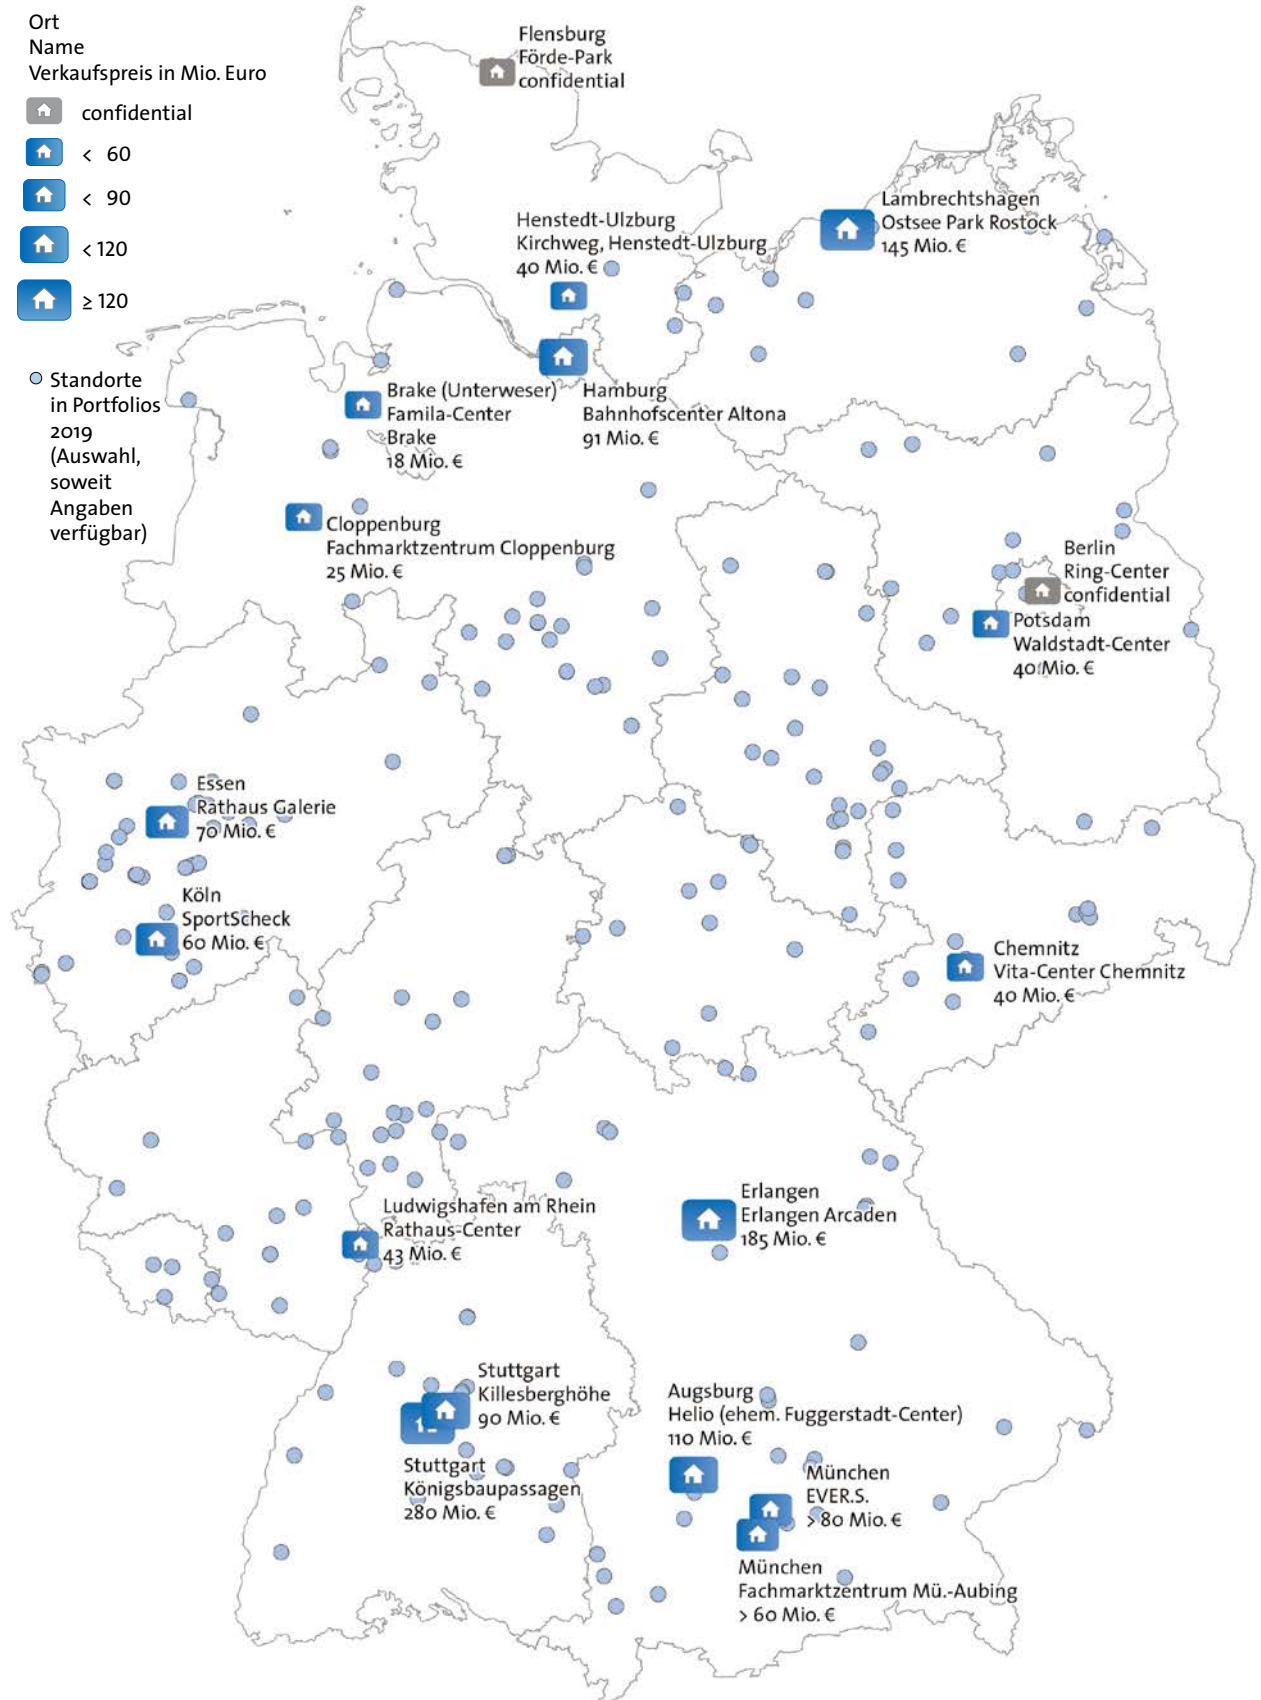 Ort
Name
Verkaufspreis in Mio. Euro
confidential
< 60
< 90
< 120
≥ 120
Standorte
in Portfolios
2019
(Auswahl,
soweit
Angaben
verfügbar)
Flensburg
Förde-Park
confidential
Lambrechtshagen
Ostsee Park Rostock
145 Mio. €
Henstedt-Ulzburg
Kirchweg, Henstedt-Ulzburg
40 Mio. €
Hamburg
Bahnhofscenter Altona
91 Mio. €
Brake (Unterweser)
Famila-Center
Brake
18 Mio. €
Cloppenburg
Fachmarktzentrum Cloppenburg
25 Mio. €
Berlin
Ring-Center
confidential
Potsdam
Waldstadt-Center
40 Mio. €
Essen
Rathaus Galerie
70 Mio. €
Köln
SportScheck
60 Mio. €
Chemnitz
Vita-Center Chemnitz
40 Mio. €
Ludwigshafen am Rhein
Rathaus-Center
43 Mio. €
Erlangen
Erlangen Arcaden
185 Mio. €
Stuttgart
Killesberghöhe
90 Mio. €
Stuttgart
Königsbaupassagen
280 Mio. €
Augsburg
Helio (ehem. Fuggerstadt-Center)
110 Mio. €
München
EVER.S.
> 80 Mio. €
München
Fachmarktzentrum Mü.-Aubing
> 60 Mio. €